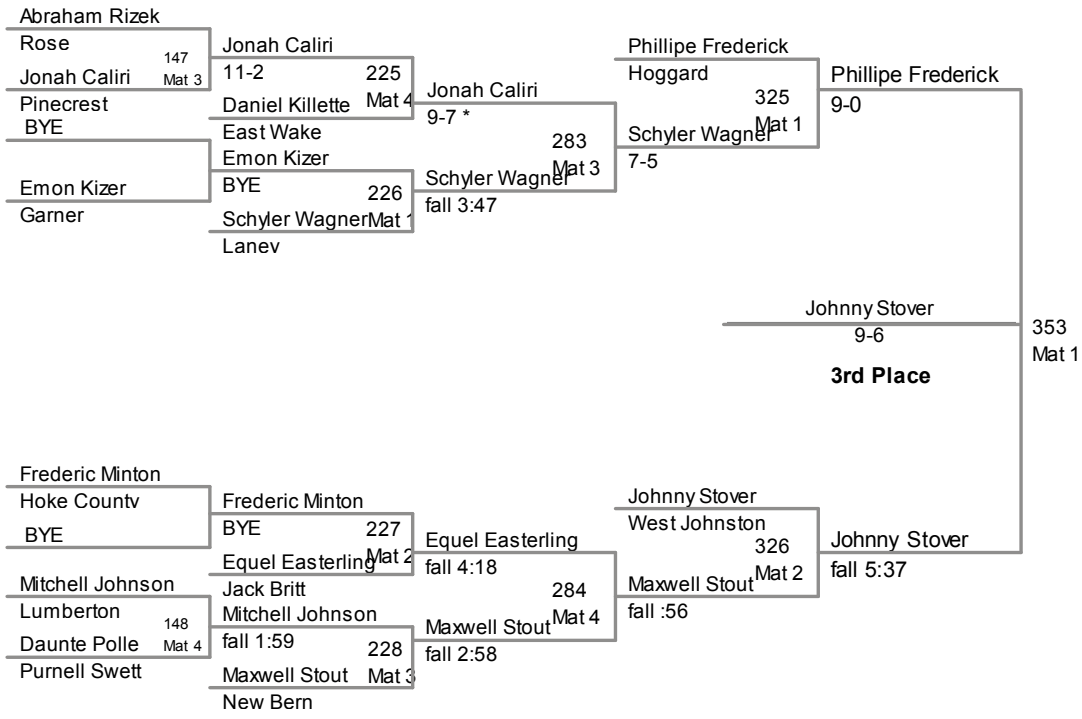 Abraham Rizek
Rose
147
Mat 3
Jonah Caliri
Pinecrest
BYE
Emon Kizer
Garner
Jonah Caliri
11-2
225
Mat 4
Daniel Killette
East Wake
Emon Kizer
BYE
226
Mat 1
Schyler Wagner
Laney
Jonah Caliri
9-7 *
283
Mat 3
Schyler Wagner
fall 3:47
Phillipe Frederick
Hoggard
325
Mat 1
Schyler Wagner
7-5
Phillipe Frederick
9-0
Johnny Stover
9-6
3rd Place
353
Mat 1
Frederic Minton
Hoke County
BYE
Mitchell Johnson
Lumberton
148
Mat 4
Daunte Polle
Purnell Swett
Frederic Minton
BYE
227
Mat 2
Equel Easterling
Jack Britt
Mitchell Johnson
fall 1:59
228
Mat 3
Maxwell Stout
New Bern
Equel Easterling
fall 4:18
284
Mat 4
Maxwell Stout
fall 2:58
Johnny Stover
West Johnston
326
Mat 2
Maxwell Stout
fall :56
Johnny Stover
fall 5:37